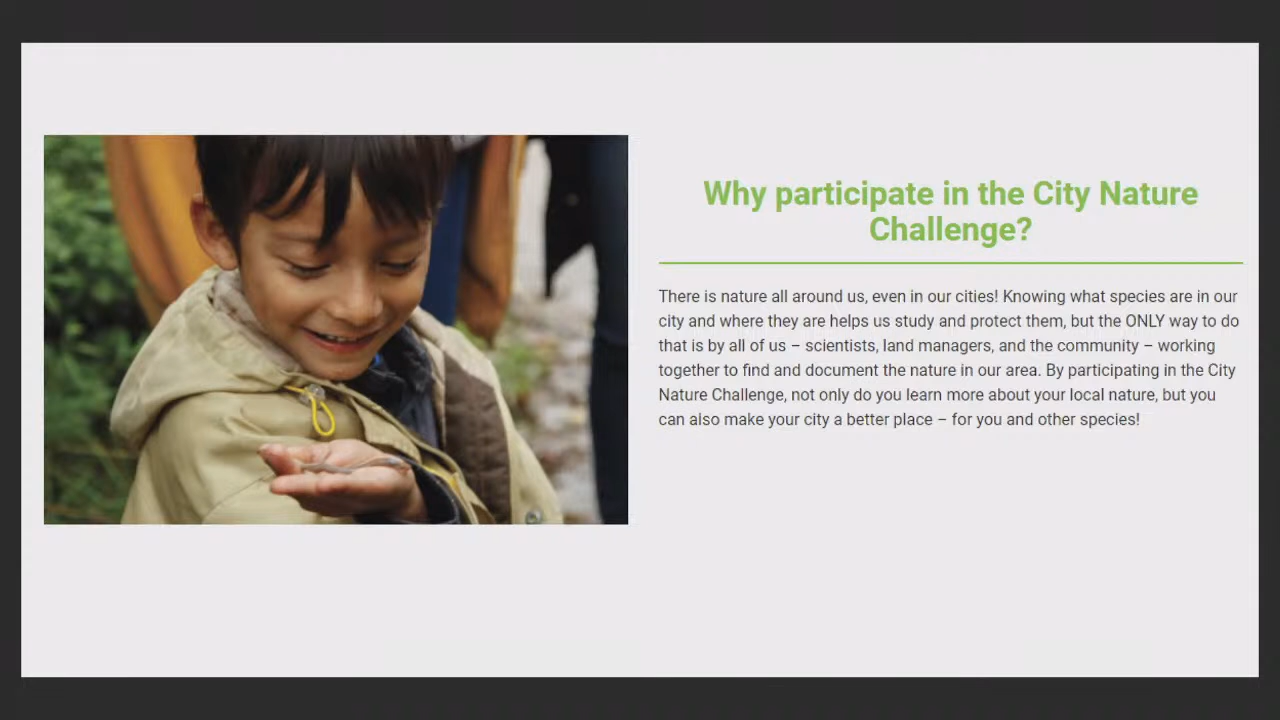 Why participate in the City Nature
Challenge?
There is nature all around us, even in our cities! Knowing what species are in our
city and where they are helps us study and protect them, but the ONLY way to do
that is by all of us – scientists, land managers, and the community – working
together to find and document the nature in our area. By participating in the City
Nature Challenge, not only do you learn more about your local nature, but you
can also make your city a better place – for you and other species!